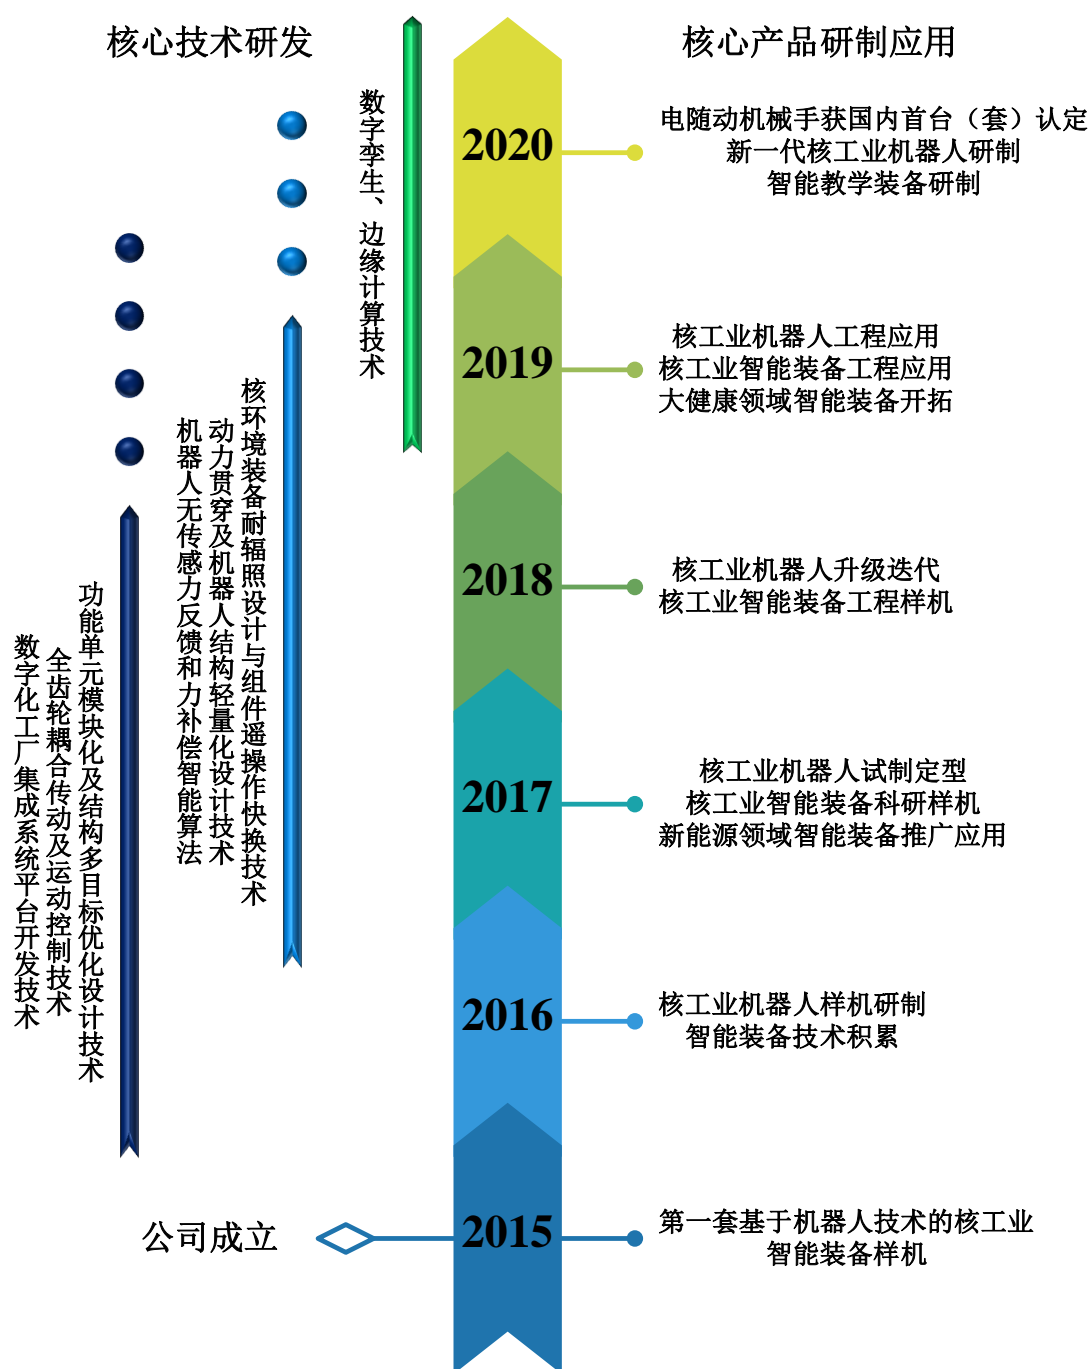 核心技术研发
核心产品研制应用
数字孪生、边缘计算技术
核环境装备耐辐照设计与组件遥操作快换技术
动力贯穿及机器人结构轻量化设计技术
机器人无传感力反馈和力补偿智能算法
功能单元模块化及结构多目标优化设计技术
全齿轮耦合传动及运动控制技术
数字化工厂集成系统平台开发技术
2020
电随动机械手获国内首台（套）认定
新一代核工业机器人研制
智能教学装备研制
2019
核工业机器人工程应用
核工业智能装备工程应用
大健康领域智能装备开拓
2018
核工业机器人升级迭代
核工业智能装备工程样机
2017
核工业机器人试制定型
核工业智能装备科研样机
新能源领域智能装备推广应用
2016
核工业机器人样机研制
智能装备技术积累
公司成立
2015
第一套基于机器人技术的核工业
智能装备样机